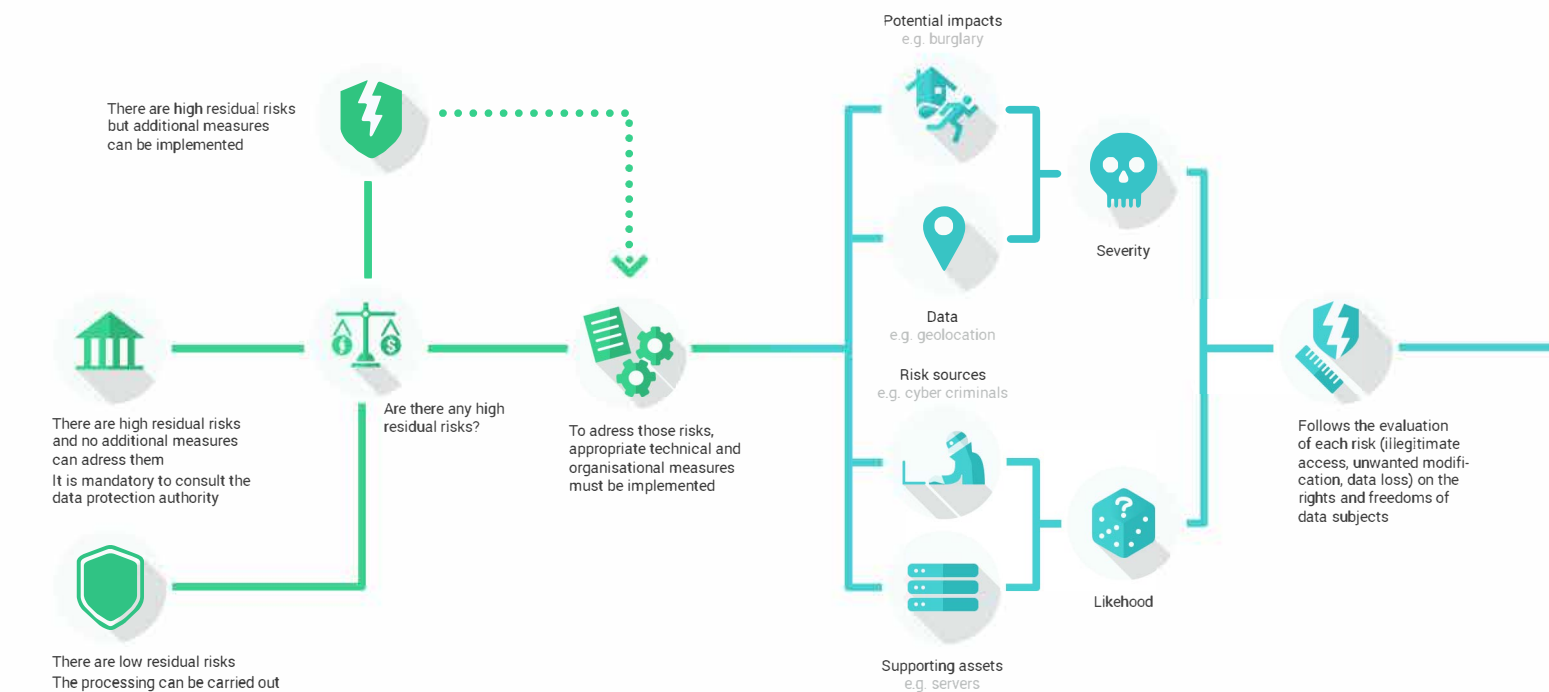 Potential impacts
e.g. burglary
There are high residual risks
but additional measures
can be implemented
Severity
Data
e.g. geolocation
Risk sources
e.g. cyber criminals
Are there any high
residual risks?
There are high residual risks
and no additional measures
can adress them
It is mandatory to consult the
data protection authority
To adress those risks,
appropriate technical and
organisational measures
must be implemented
Follows the evaluation
of each risk (illegitimate
access, unwanted modifi-
cation, data loss) on the
rights and freedoms of
data subjects
?
Likehood
There are low residual risks
The processing can be carried out
Supporting assets
e.g. servers